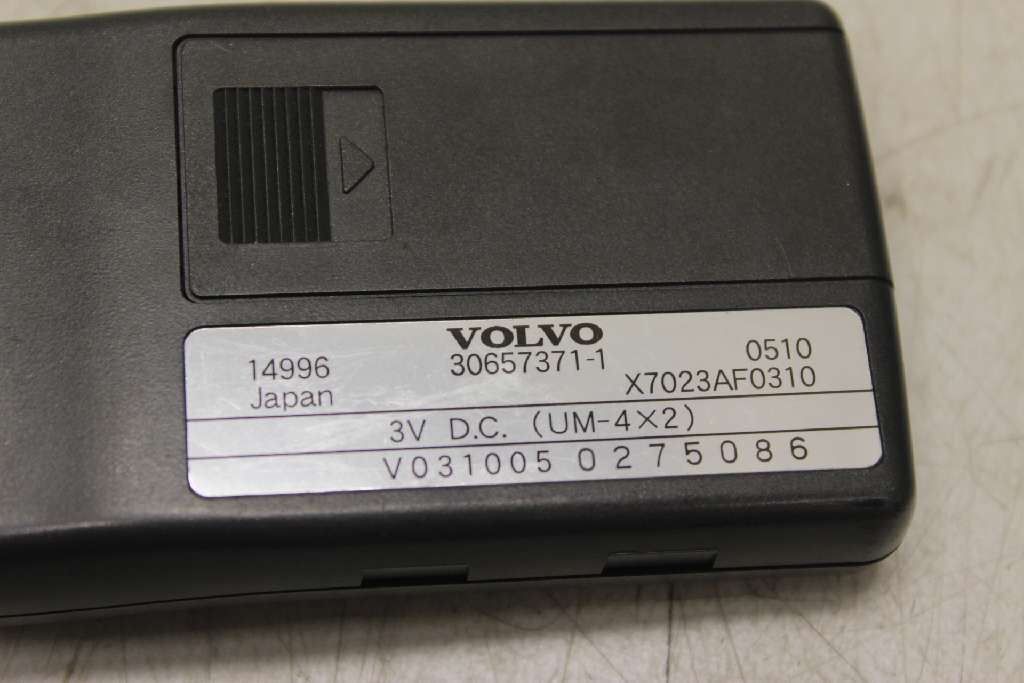 VOLVO
14996 30657371-1 0510
Japan X7023AF0310
3V D.C. (UM-4×2)
V031005 0275086